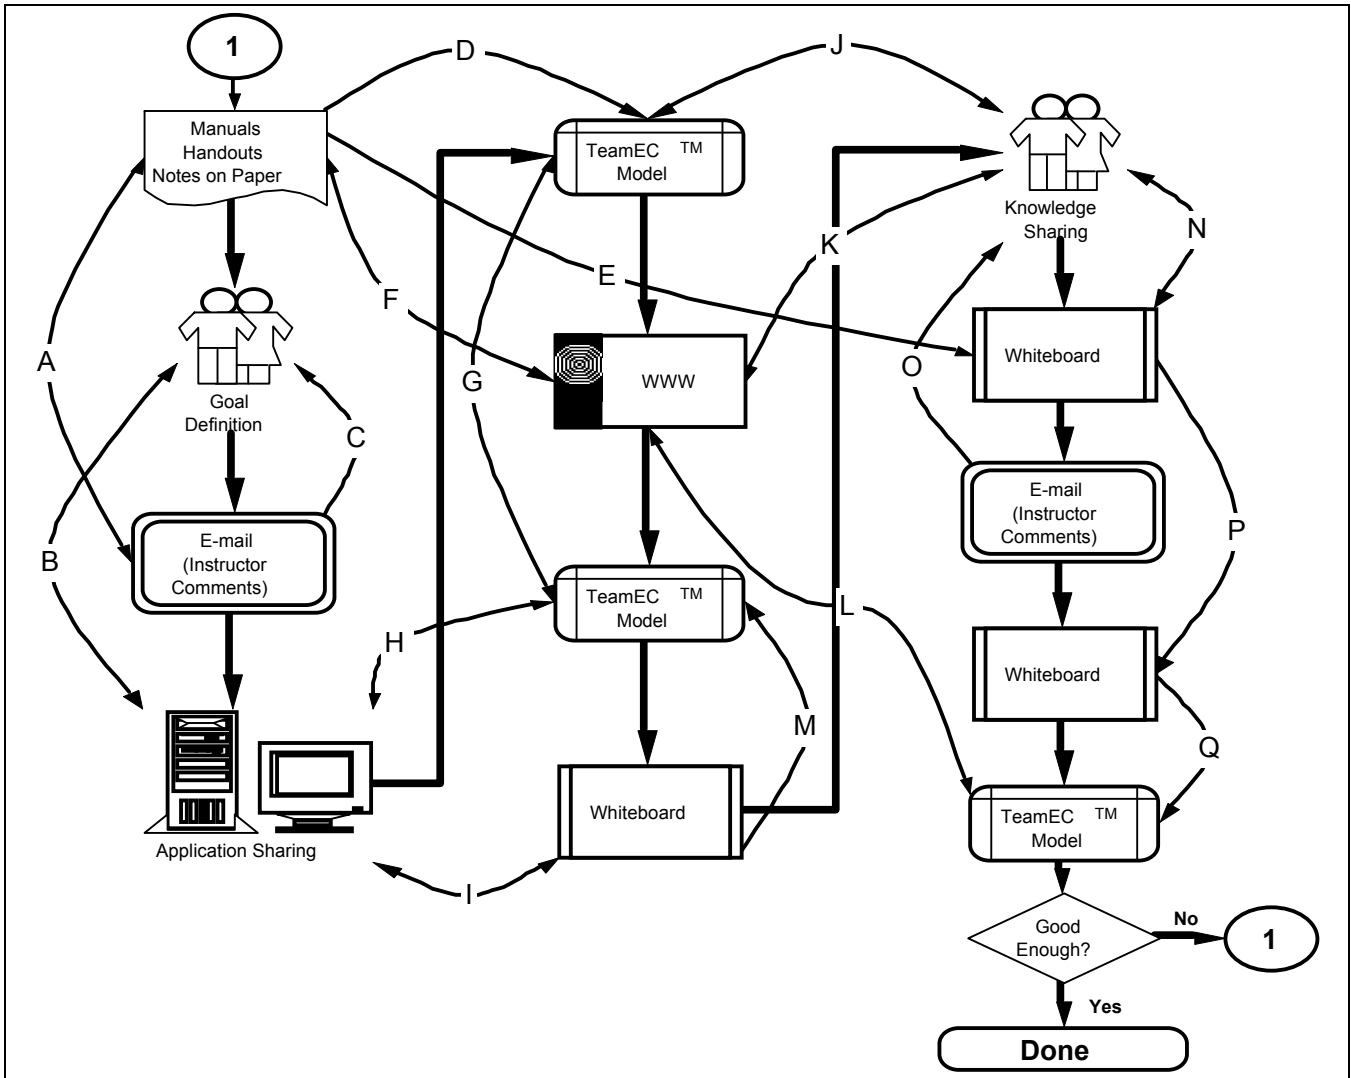 1
Manuals
Handouts
Notes on Paper
A
F
D
E
Goal
Definition
B
C
E-mail
(Instructor
Comments)
H
Application Sharing
I
TeamEC TM
Model
G
WWW
TeamEC TM
Model
M
Whiteboard
J
K
L
Knowledge
Sharing
N
O
Whiteboard
P
E-mail
(Instructor
Comments)
Whiteboard
Q
TeamEC TM
Model
Good
Enough?
No
1
Yes
Done